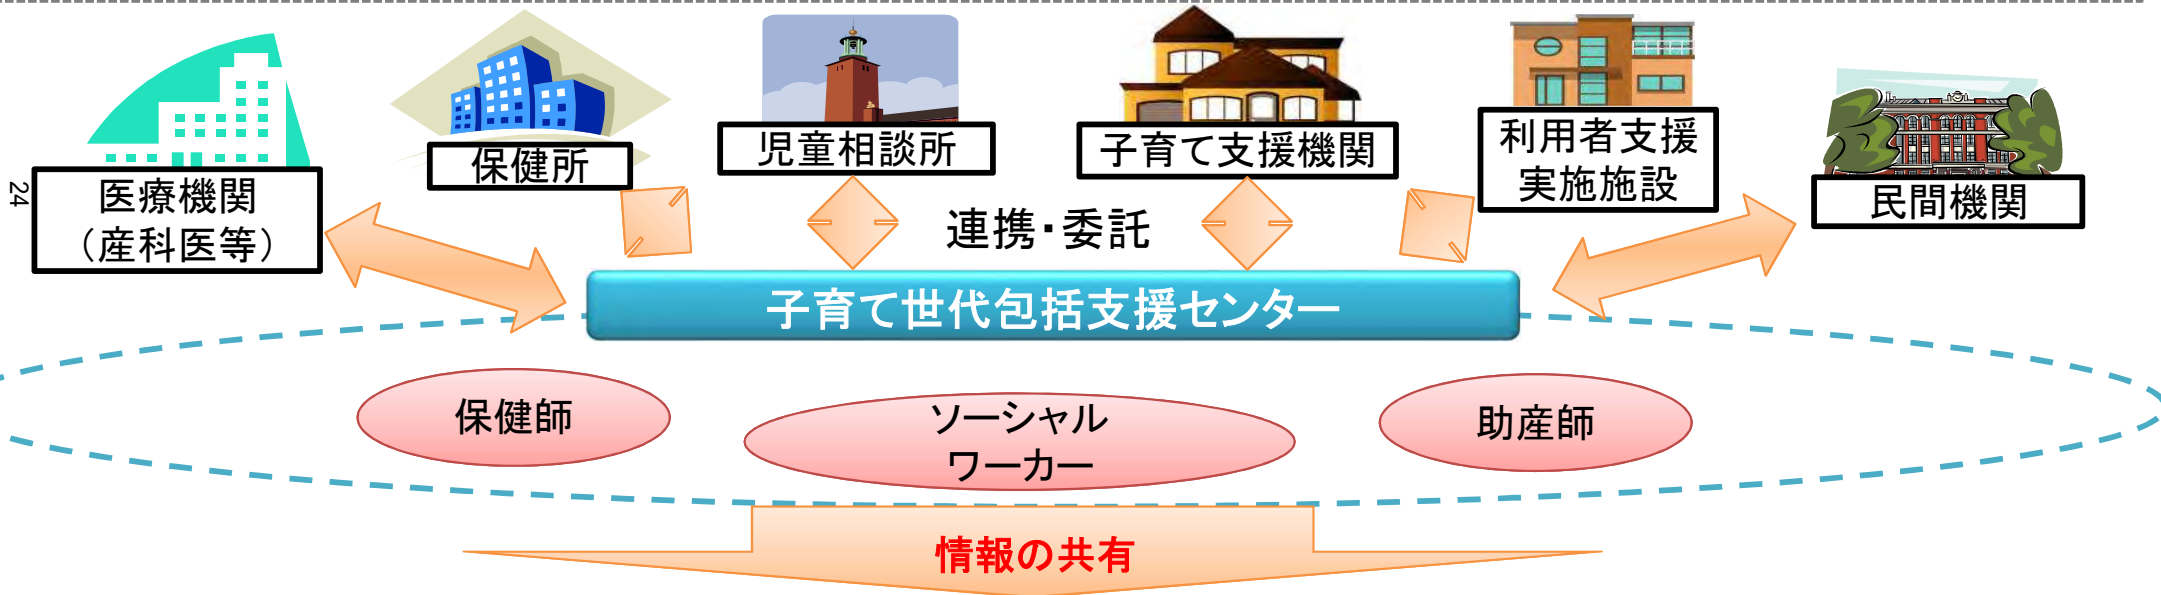 保健所
児童相談所
子育て支援機関
利用者支援
実施施設
医療機関
（産科医等）
民間機関
24
連携・委託
子育て世代包括支援センター
保健師
ソーシャル
ワーカー
助産師
情報の共有